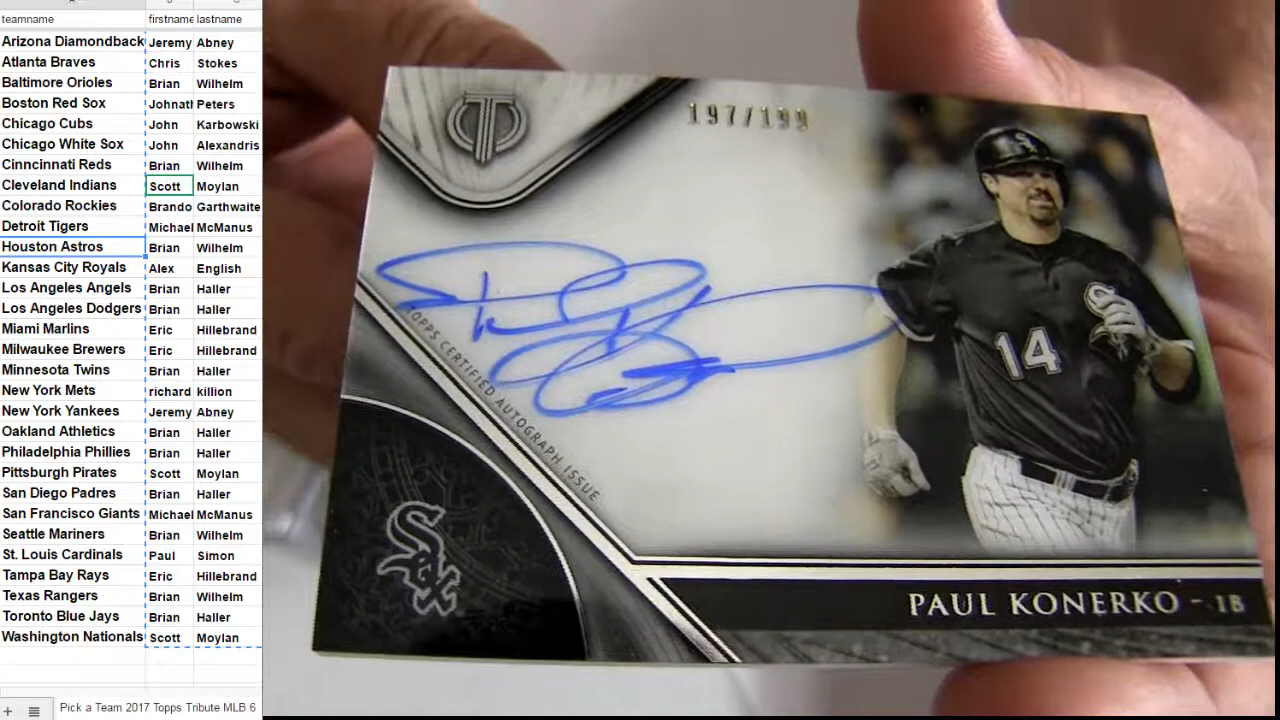 teamname firstname lastname
Arizona Diamondback Jeremy Abney
Atlanta Braves Chris Stokes
Baltimore Orioles Brian Wilhelm
Boston Red Sox Johnat Peters
Chicago Cubs John Karbowski
Chicago White Sox John Alexandris
Cinncinnati Reds Brian Wilhelm
Cleveland Indians Scott Moylan
Colorado Rockies Brando Garthwaite
Detroit Tigers Michael McManus
Houston Astros Brian Wilhelm
Kansas City Royals Alex English
Los Angeles Angels Brian Haller
Los Angeles Dodgers Brian Haller
Miami Marlins Eric Hillebrand
Milwaukee Brewers Eric Hillebrand
Minnesota Twins Brian Haller
New York Mets richard killion
New York Yankees Jeremy Abney
Oakland Athletics Brian Haller
Philadelphia Phillies Brian Haller
Pittsburgh Pirates Scott Moylan
San Diego Padres Brian Haller
San Francisco Giants Michael McManus
Seattle Mariners Brian Wilhelm
St. Louis Cardinals Paul Simon
Tampa Bay Rays Eric Hillebrand
Texas Rangers Brian Wilhelm
Toronto Blue Jays Brian Haller
Washington Nationals Scott Moylan
Pick a Team 2017 Topps Tribute MLB 6
197/199
TOPPS CERTIFIED AUTOGRAPH ISSUE
14
Sox
Sox
PAUL KONERKO - 1B